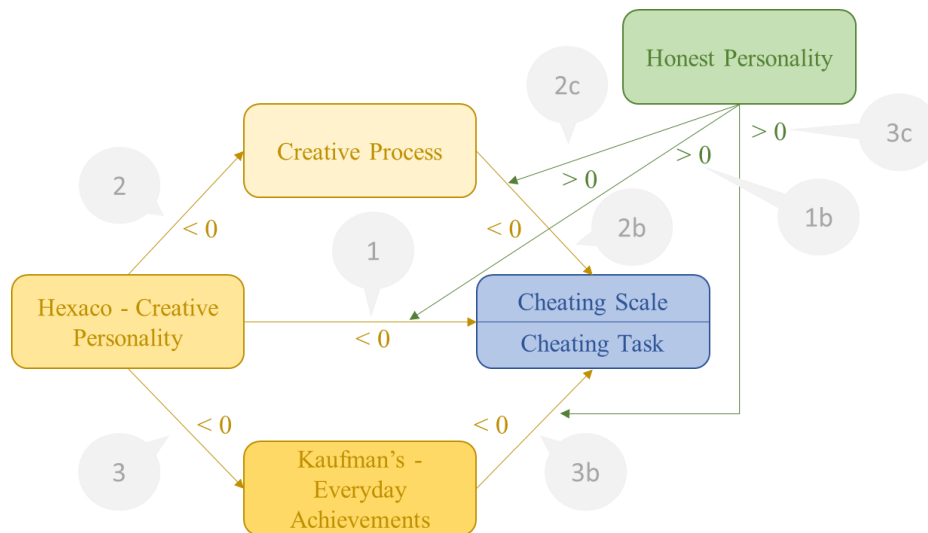 Honest Personality
2c
> 0
3c
Creative Process
> 0
> 0
2
1b
< 0
< 0
2b
1
Hexaco - Creative
Personality
< 0
Cheating Scale
Cheating Task
< 0
< 0
3
Kaufman's -
Everyday
Achievements
3b